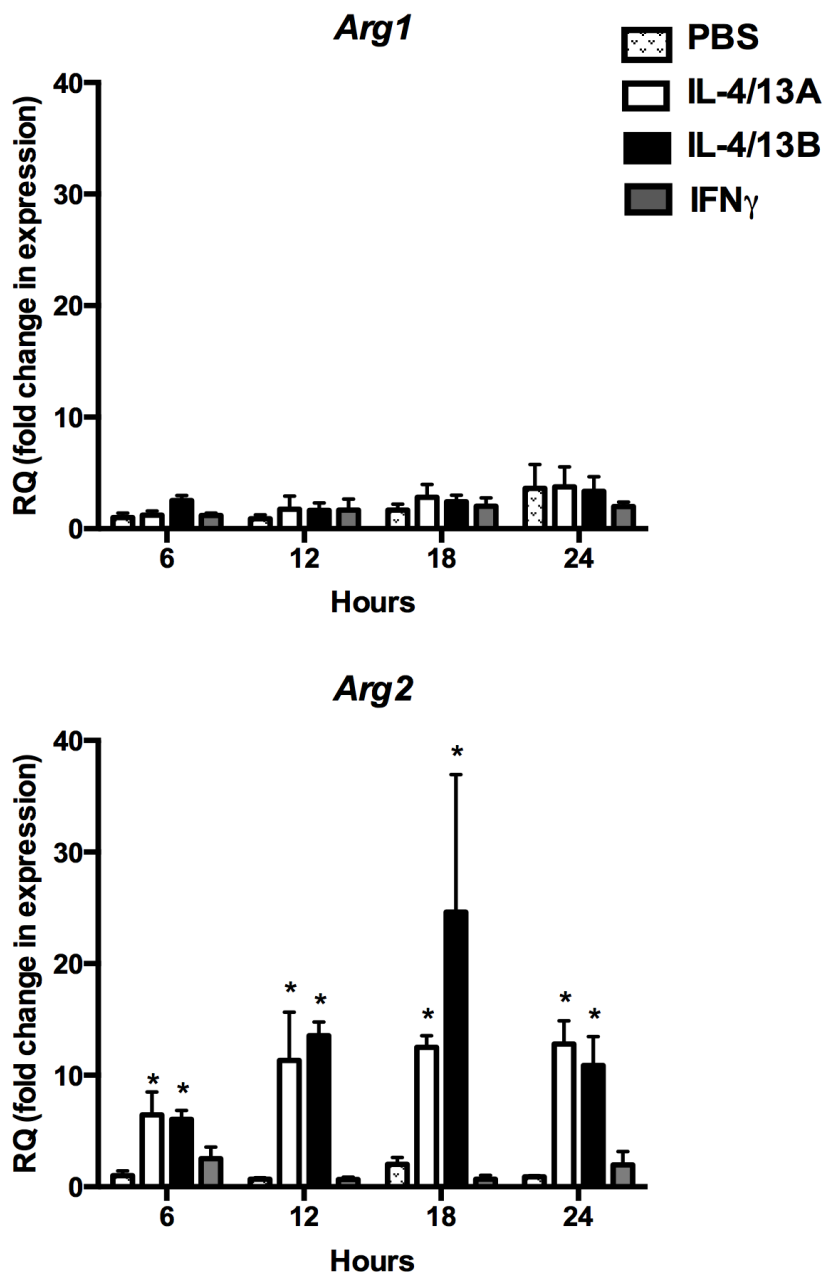 Arg1
PBS
IL-4/13A
IL-4/13B
IFNγ
RQ (fold change in expression)
40
30
20
10
0
6 12 18 24
Hours
Arg2
RQ (fold change in expression)
40
30
20
10
0
* * * * * * * *
6 12 18 24
Hours